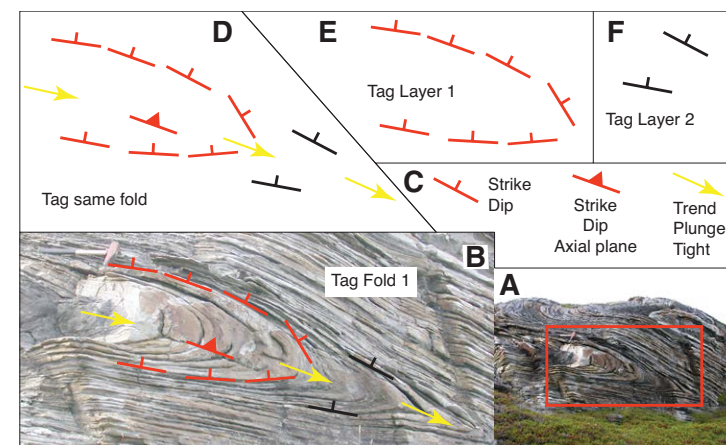 D
E
F
Tag Layer 1
Tag Layer 2
Tag same fold
C
Strike
Dip
Strike
Dip
Axial plane
Trend
Plunge
Tight
B
Tag Fold 1
A